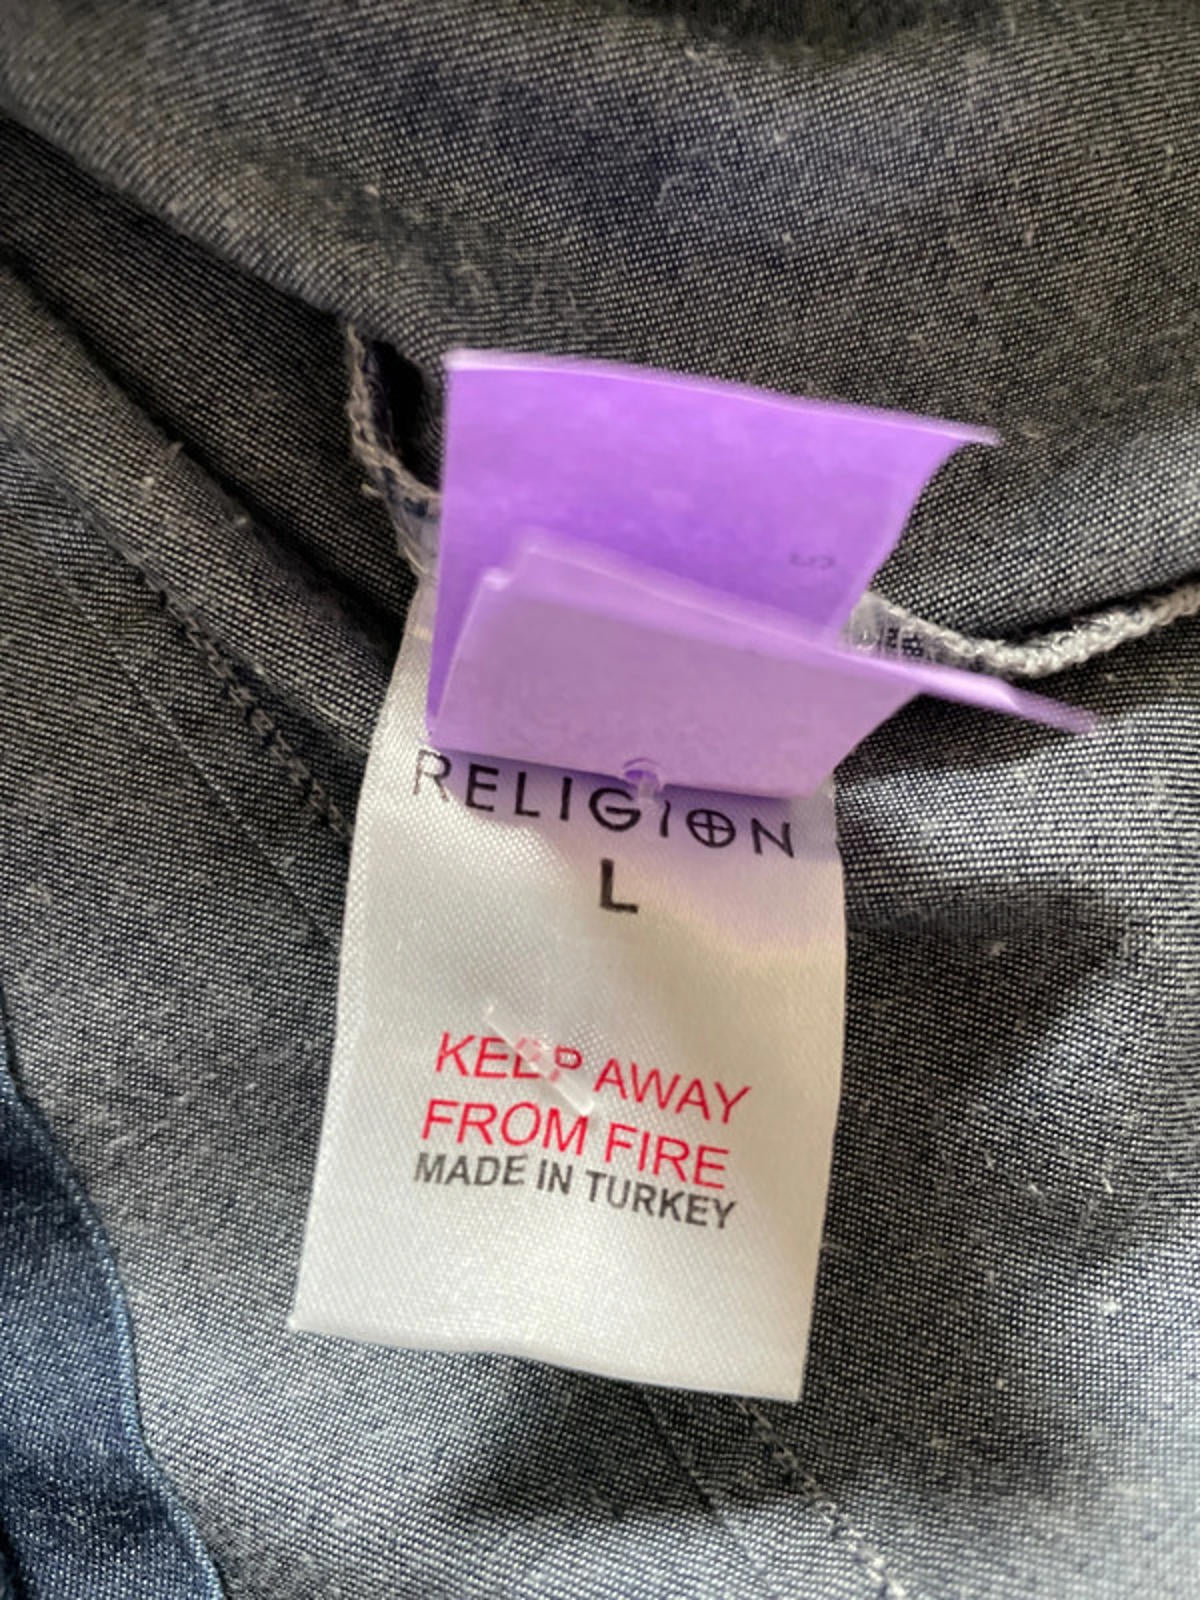 RELIGION
L
KEEP AWAY
FROM FIRE
MADE IN TURKEY